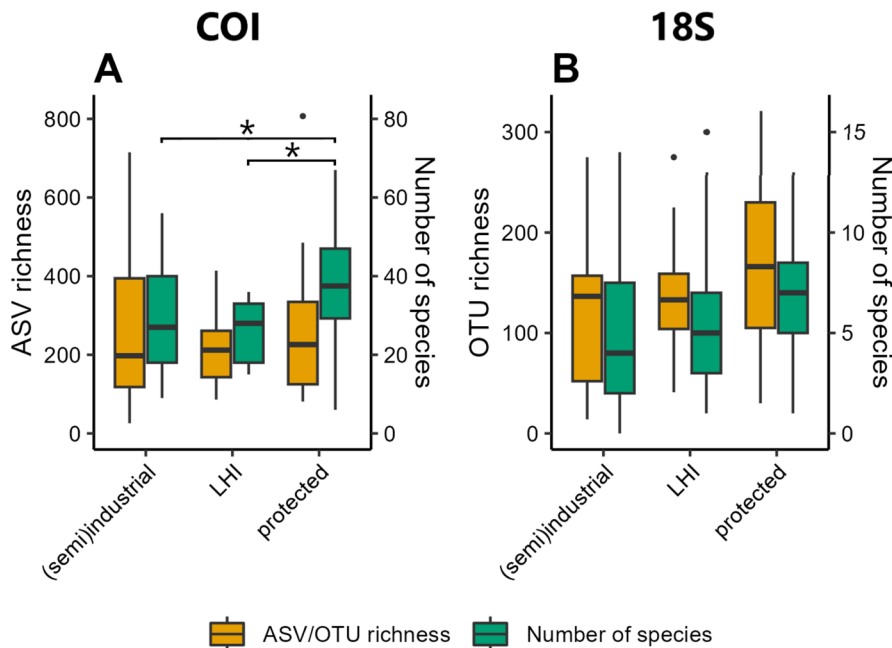 COI
18S
A
B
800
600
400
200
0
ASV richness
80
60
40
20
0
Number of species
*
*
(semi)industrial
LHI
protected
300
200
100
0
OTU richness
15
10
5
0
Number of species
(semi)industrial
LHI
protected
ASV/OTU richness
Number of species